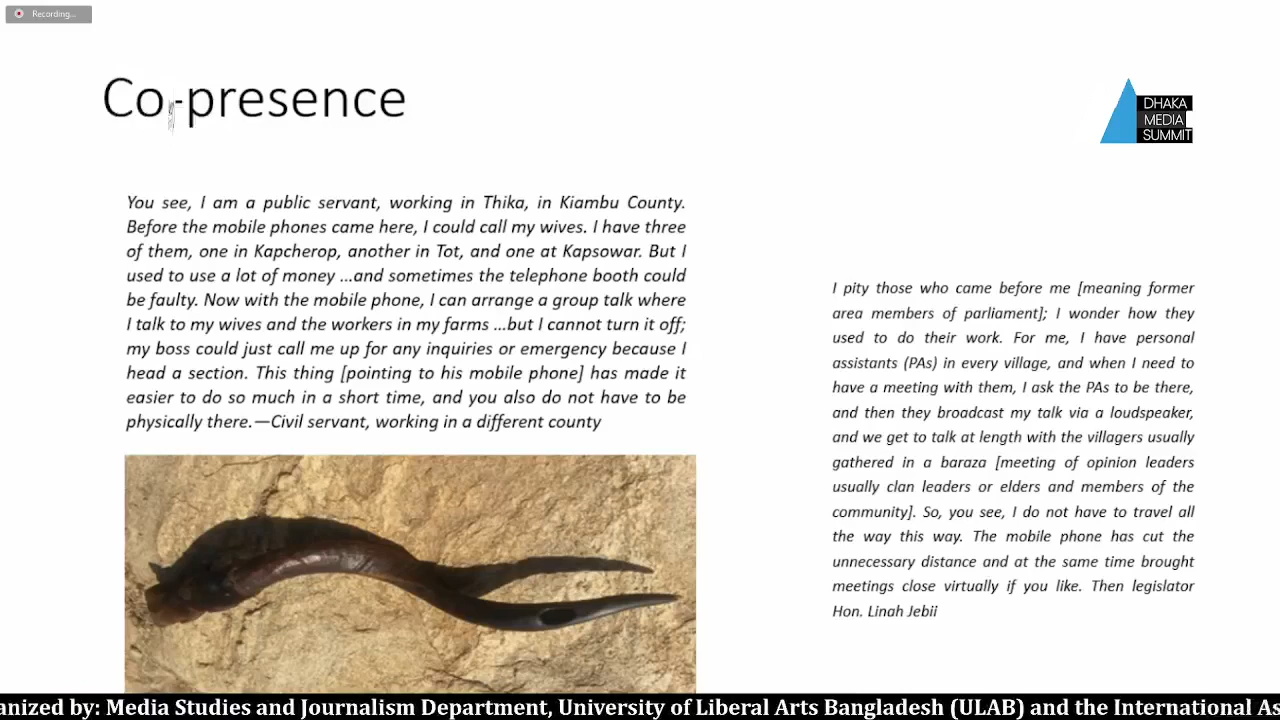 Recording...
Co-presence
DHAKA
MEDIA
SUMMIT
You see, I am a public servant, working in Thika, in Kiambu County.
Before the mobile phones came here, I could call my wives. I have three
of them, one in Kapcherop, another in Tot, and one at Kapsowar. But I
used to use a lot of money ...and sometimes the telephone booth could
be faulty. Now with the mobile phone, I can arrange a group talk where
I talk to my wives and the workers in my farms ...but I cannot turn it off;
my boss could just call me up for any inquiries or emergency because I
head a section. This thing [pointing to his mobile phone] has made it
easier to do so much in a short time, and you also do not have to be
physically there.—Civil servant, working in a different county
I pity those who came before me [meaning former
area members of parliament]; I wonder how they
used to do their work. For me, I have personal
assistants (PAs) in every village, and when I need to
have a meeting with them, I ask the PAs to be there,
and then they broadcast my talk via a loudspeaker,
and we get to talk at length with the villagers usually
gathered in a baraza [meeting of opinion leaders
usually clan leaders or elders and members of the
community]. So, you see, I do not have to travel all
the way this way. The mobile phone has cut the
unnecessary distance and at the same time brought
meetings close virtually if you like. Then legislator
Hon. Linah Jebii
anized by: Media Studies and Journalism Department, University of Liberal Arts Bangladesh (ULAB) and the International As